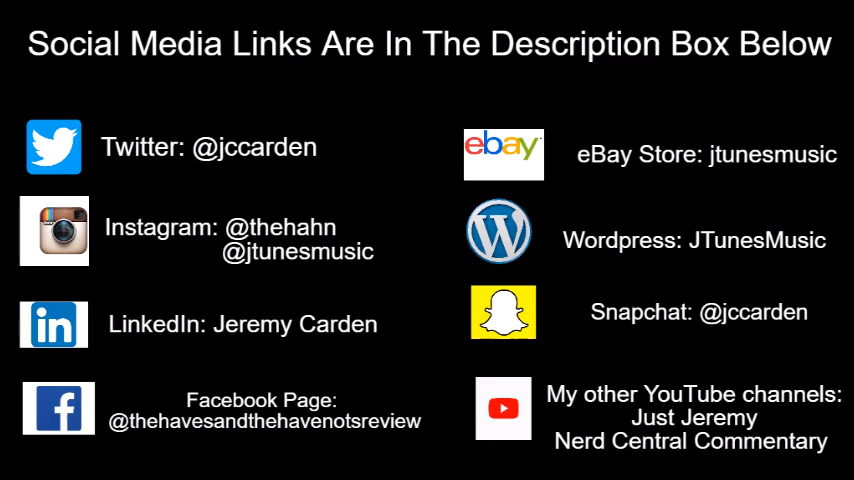 Social Media Links Are In The Description Box Below
Twitter: @jccarden
Instagram: @thehahn
@jtunesmusic
in
LinkedIn: Jeremy Carden
f
Facebook Page:
@thehavesandthehavenotsreview
ebay
eBay Store: jtunesmusic
W
Wordpress: JTunesMusic
Snapchat: @jccarden
My other YouTube channels:
Just Jeremy
Nerd Central Commentary